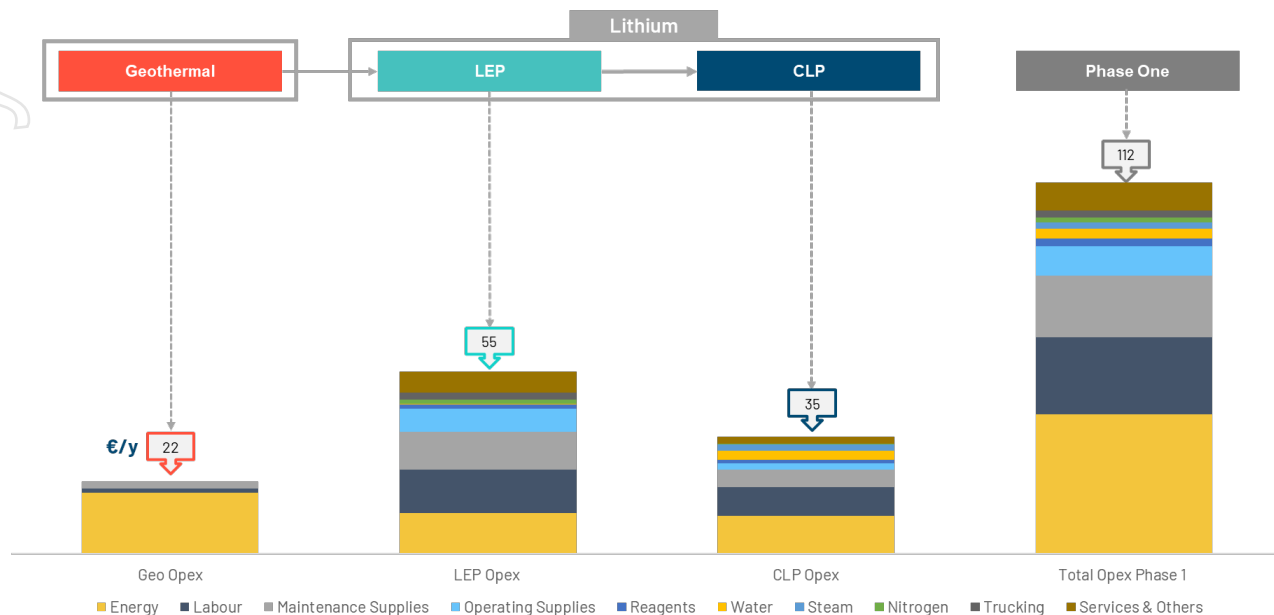 Lithium
Geothermal
LEP
CLP
Phase One
112
55
35
€/y
22
Geo Opex
LEP Opex
CLP Opex
Total Opex Phase 1
Energy
Labour
Maintenance Supplies
Operating Supplies
Reagents
Water
Steam
Nitrogen
Trucking
Services & Others